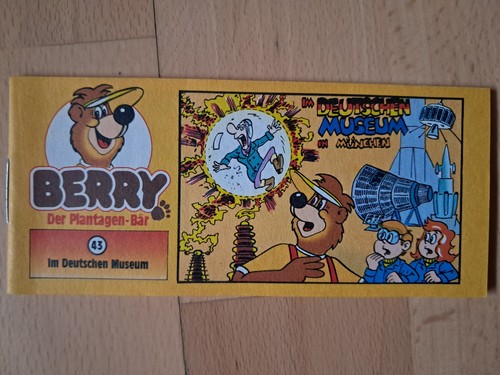 BERRY
Der Plantagen-Bär
43
Im Deutschen Museum
IM DEUTSCHEN
MUSEUM
IN MÜNCHEN